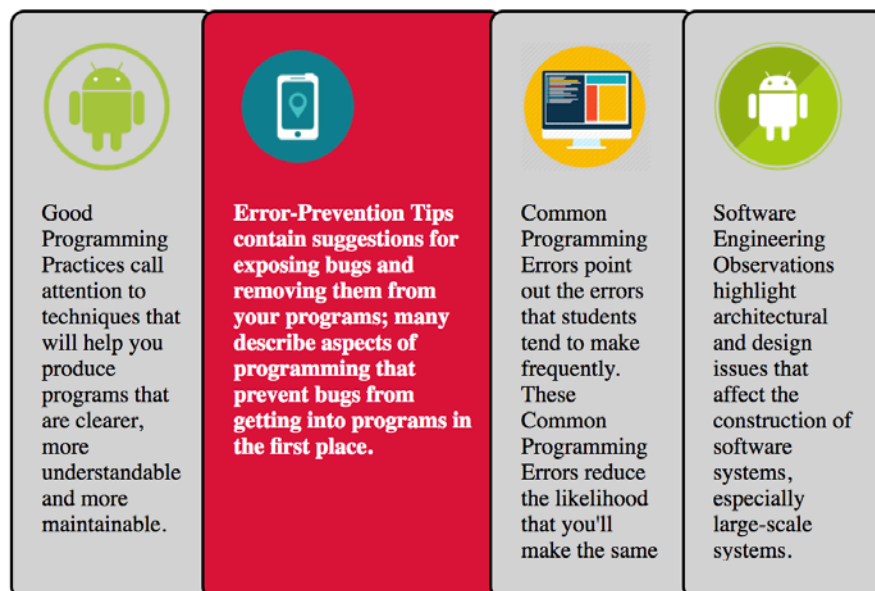 Good
Programming
Practices call
attention to
techniques that
will help you
produce
programs that
are clearer,
more
understandable
and more
maintainable.
Error-Prevention Tips
contain suggestions for
exposing bugs and
removing them from
your programs; many
describe aspects of
programming that
prevent bugs from
getting into programs in
the first place.
Common
Programming
Errors point
out the errors
that students
tend to make
frequently.
These
Common
Programming
Errors reduce
the likelihood
that you'll
make the same
Software
Engineering
Observations
highlight
architectural
and design
issues that
affect the
construction of
software
systems,
especially
large-scale
systems.